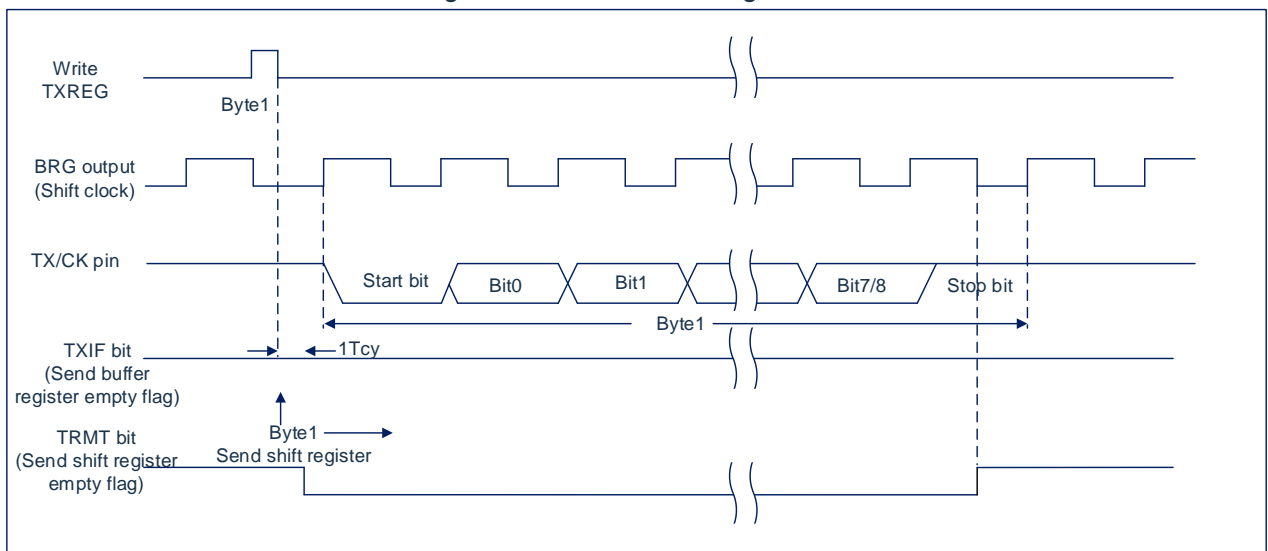 Write
TXREG
Byte1
BRG output
(Shift clock)
TX/CK pin
Start bit
Bit0
Bit1
Bit7/8
Stop bit
Byte1
TXIF bit
(Send buffer
register empty flag)
1Tcy
Byte1
Send shift register
TRMT bit
(Send shift register
empty flag)